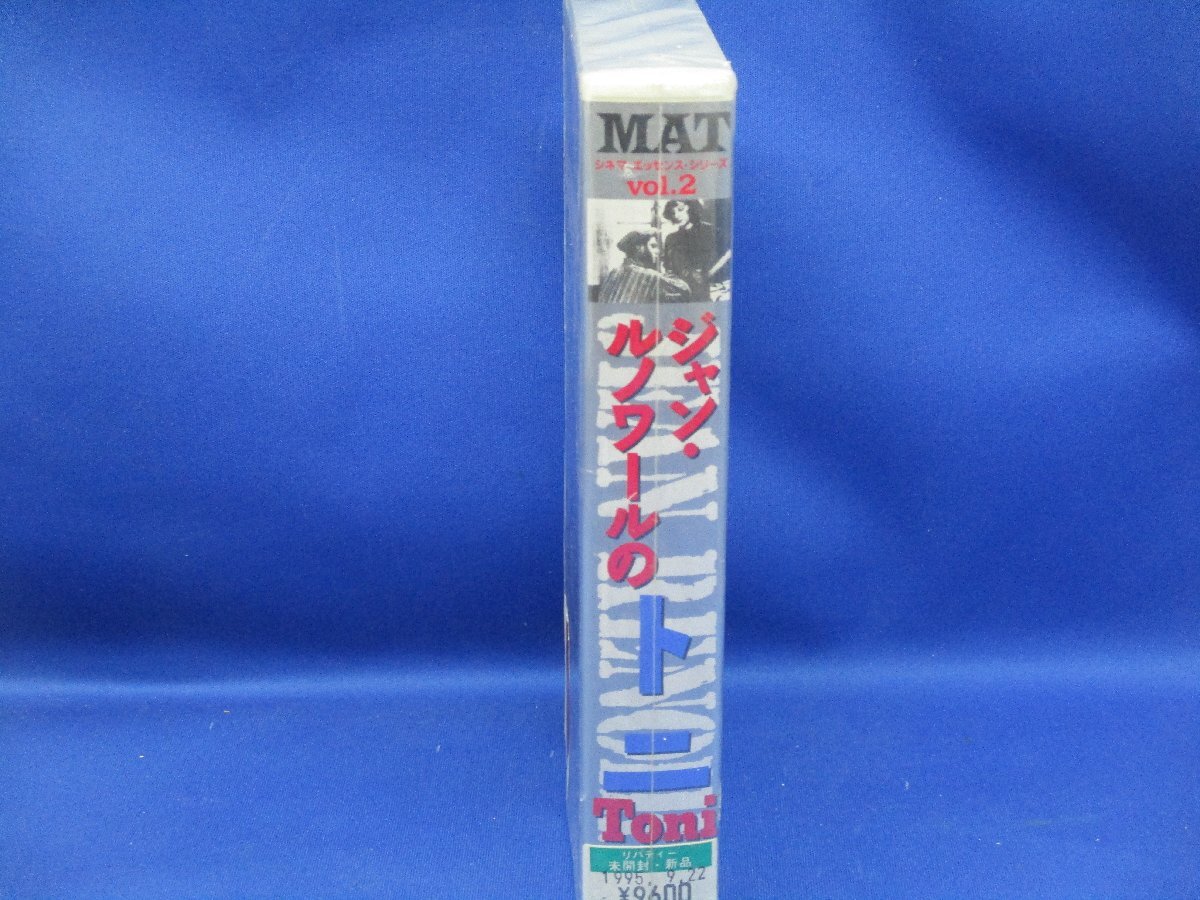 MAT
シネマ・エッセンス・シリーズ
vol.2
ジャン・
ルノワールの
トニ
Toni
リバティー
未開封・新品
1995. 9.22
¥9600